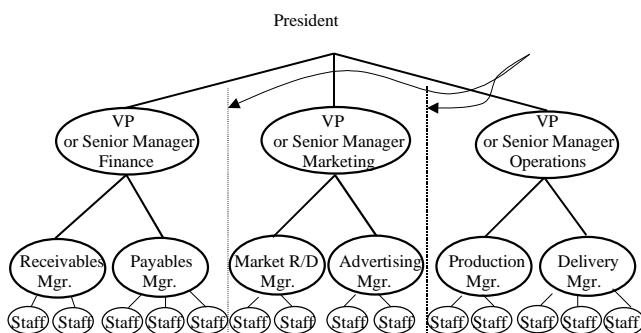 President
VP
or Senior Manager
Finance
VP
or Senior Manager
Marketing
VP
or Senior Manager
Operations
Receivables
Mgr.
Payables
Mgr.
Market R/D
Mgr.
Advertising
Mgr.
Production
Mgr.
Delivery
Mgr.
Staff Staff Staff Staff Staff Staff Staff Staff Staff Staff Staff Staff Staff Staff